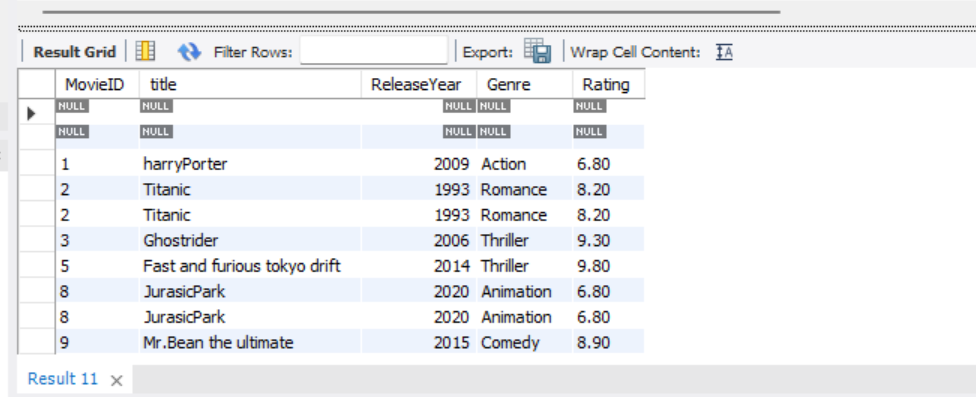 Result Grid Filter Rows: Export: Wrap Cell Content: IA
MovieID title ReleaseYear Genre Rating
NULL NULL NULL NULL NULL
NULL NULL NULL NULL NULL
1 harryPorter 2009 Action 6.80
2 Titanic 1993 Romance 8.20
2 Titanic 1993 Romance 8.20
3 Ghostrider 2006 Thriller 9.30
5 Fast and furious tokyo drift 2014 Thriller 9.80
8 JurasicPark 2020 Animation 6.80
8 JurasicPark 2020 Animation 6.80
9 Mr.Bean the ultimate 2015 Comedy 8.90
Result 11